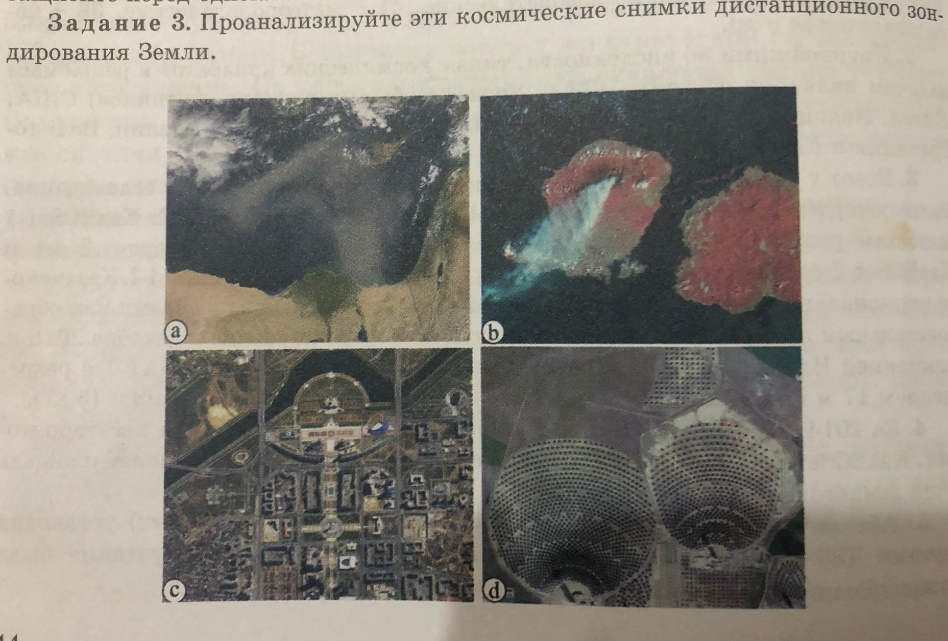 Задание 3. Проанализируйте эти космические снимки дистанционного зон-
дирования Земли.
a
b
c
d